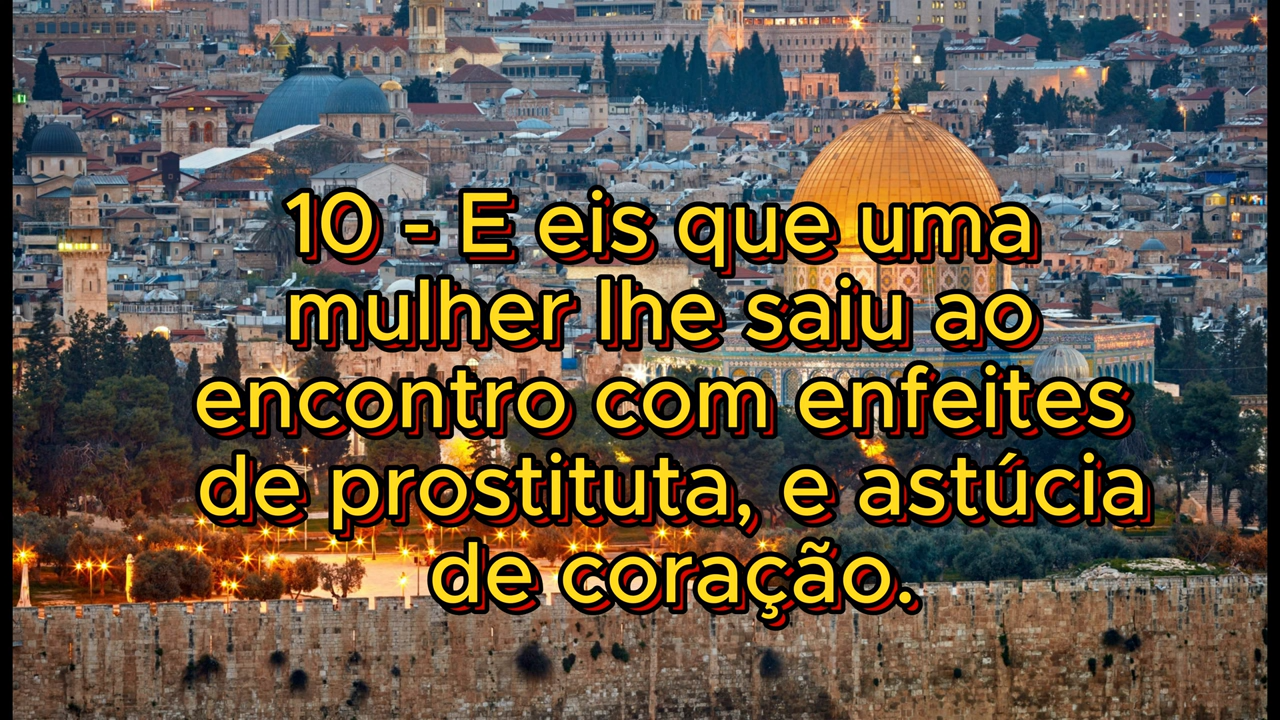 10 - E eis que uma
mulher lhe saiu ao
encontro com enfeites
de prostituta, e astúcia
de coração.